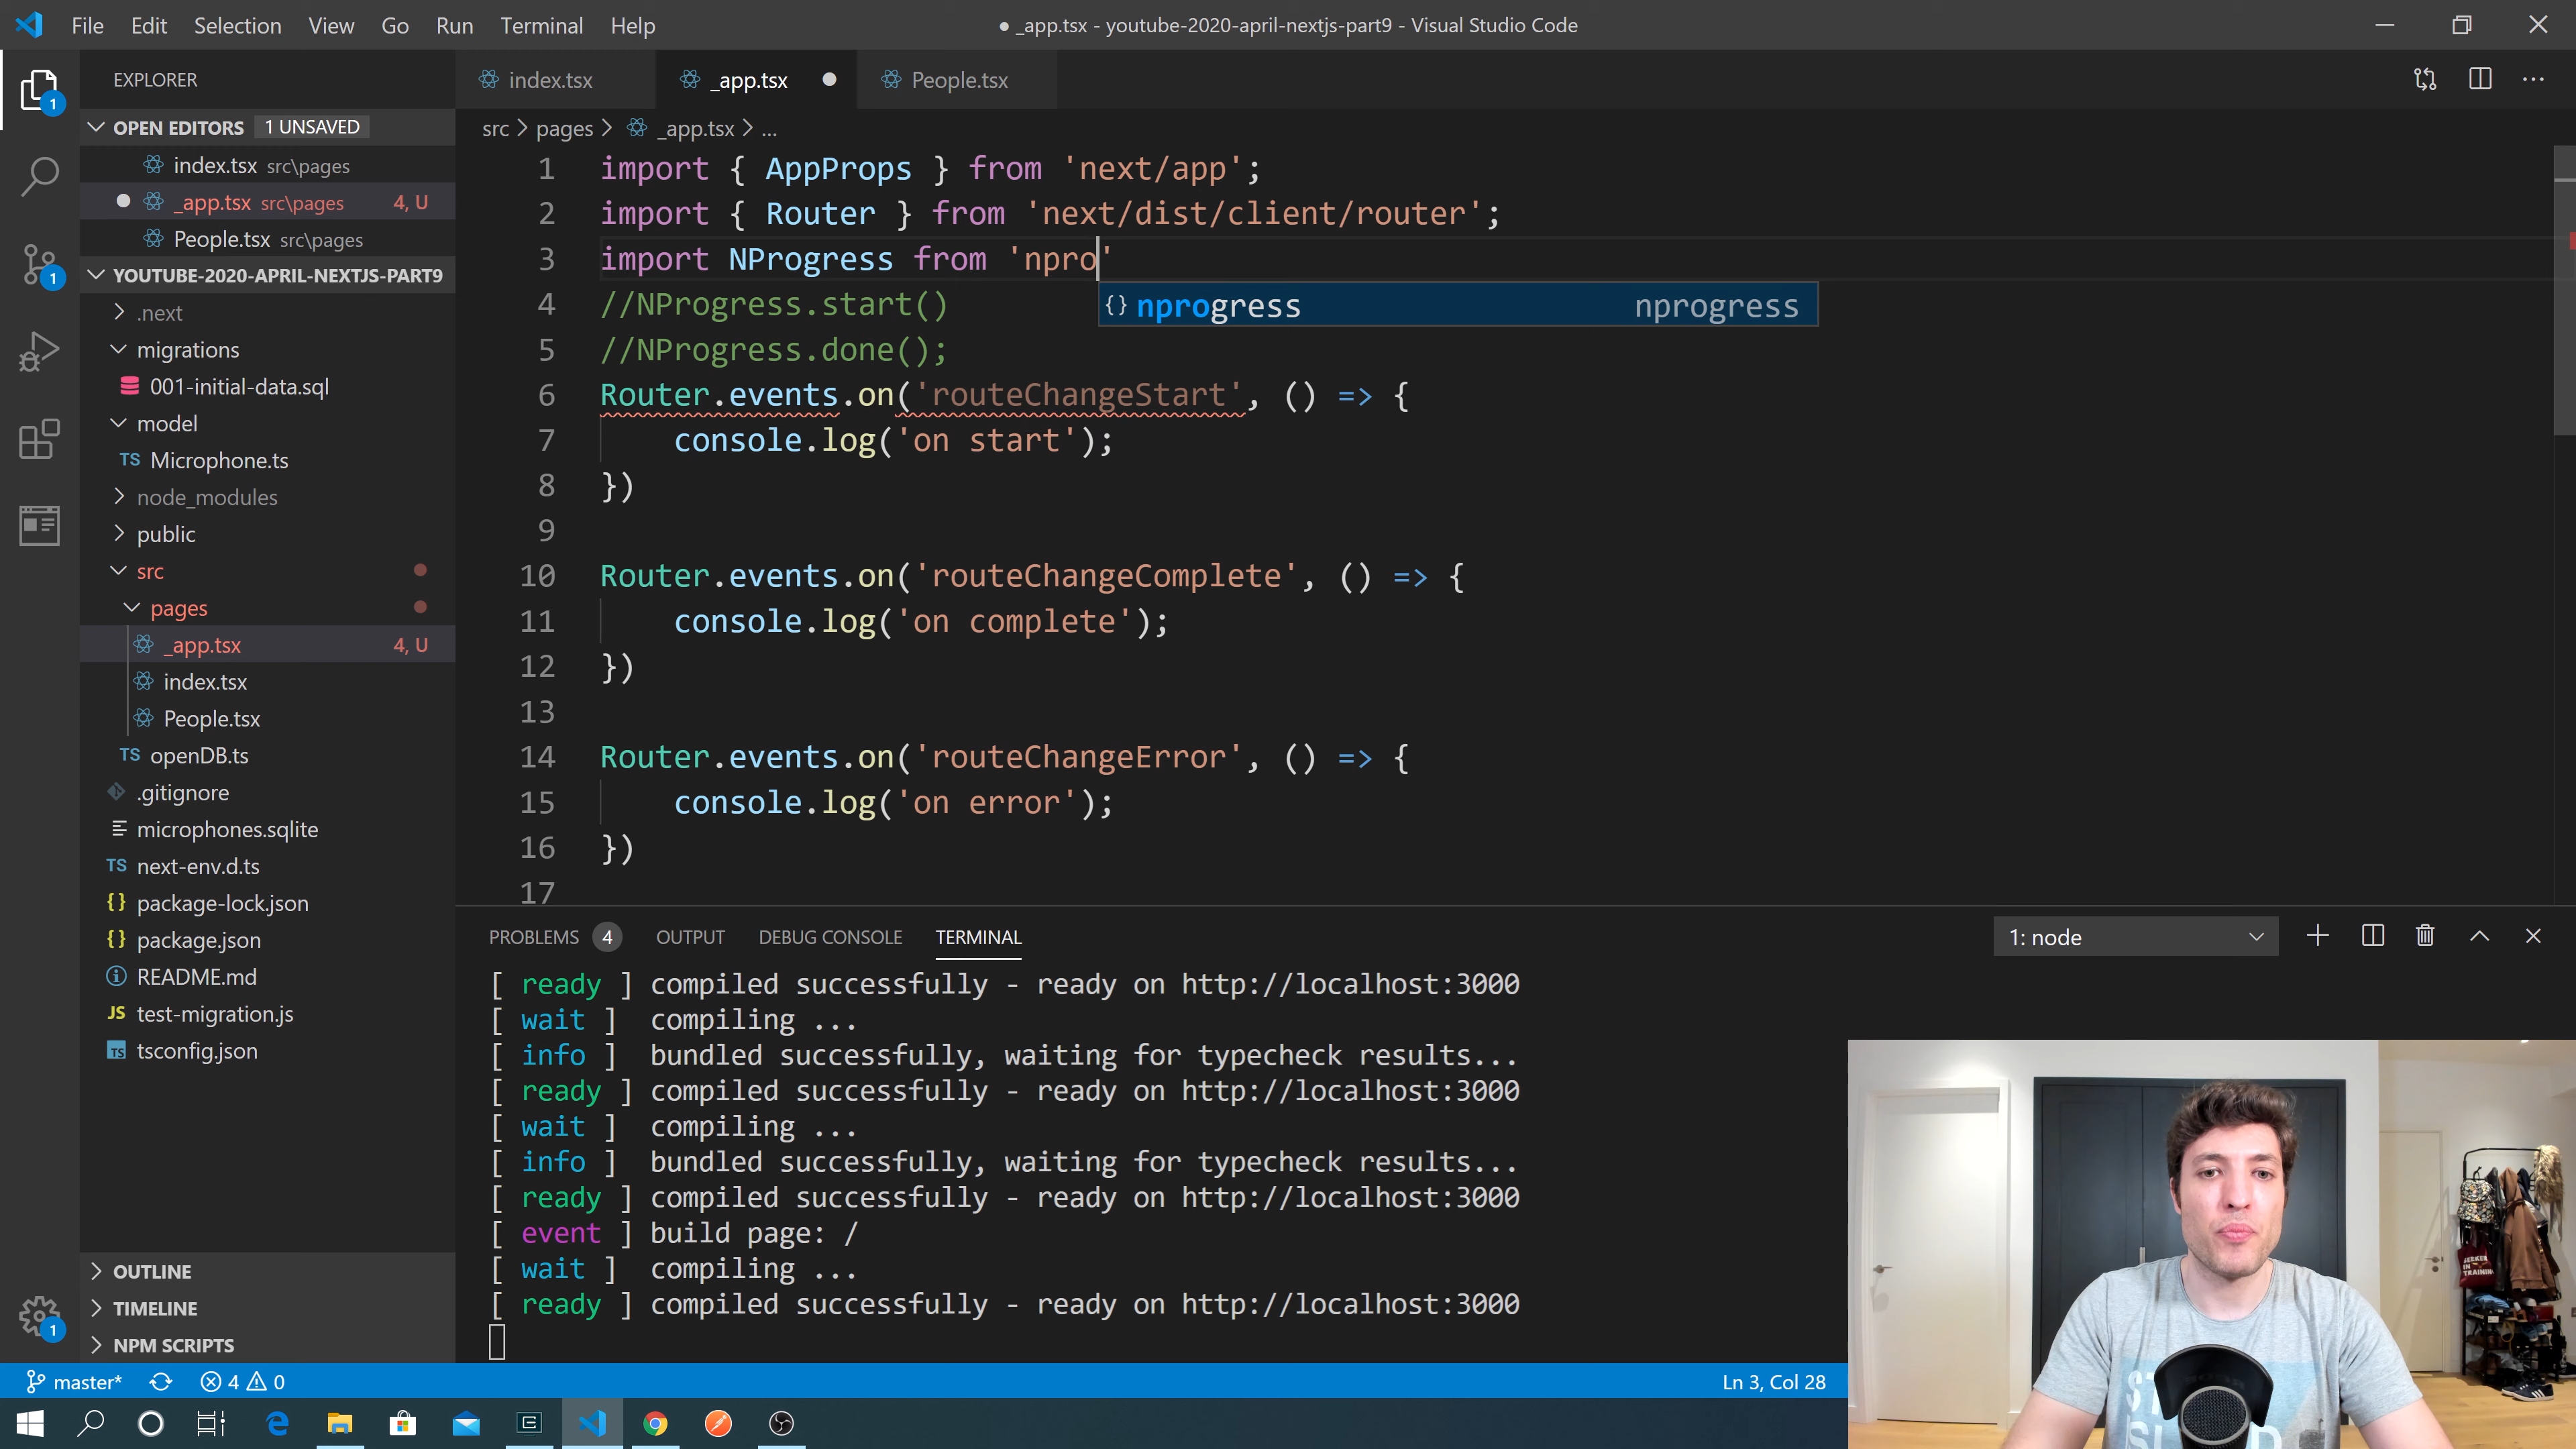 File Edit Selection View Go Run Terminal Help
● _app.tsx - youtube-2020-april-nextjs-part9 - Visual Studio Code
EXPLORER
OPEN EDITORS 1 UNSAVED
index.tsx src\pages
_app.tsx src\pages 4, U
People.tsx src\pages
YOUTUBE-2020-APRIL-NEXTJS-PART9
.next
migrations
001-initial-data.sql
model
TS Microphone.ts
node_modules
public
src
pages
_app.tsx 4, U
index.tsx
People.tsx
TS openDB.ts
.gitignore
microphones.sqlite
TS next-env.d.ts
{} package-lock.json
{} package.json
README.md
JS test-migration.js
TS tsconfig.json
OUTLINE
TIMELINE
NPM SCRIPTS
1
1
1
index.tsx _app.tsx People.tsx
src > pages > _app.tsx > ...
1 import { AppProps } from 'next/app';
2 import { Router } from 'next/dist/client/router';
3 import NProgress from 'npro'
{} nprogress nprogress
4 //NProgress.start()
5 //NProgress.done();
6 Router.events.on('routeChangeStart', () => {
7 console.log('on start');
8 })
9
10 Router.events.on('routeChangeComplete', () => {
11 console.log('on complete');
12 })
13
14 Router.events.on('routeChangeError', () => {
15 console.log('on error');
16 })
17
PROBLEMS 4 OUTPUT DEBUG CONSOLE TERMINAL 1: node
[ ready ] compiled successfully - ready on http://localhost:3000
[ wait ] compiling ...
[ info ] bundled successfully, waiting for typecheck results...
[ ready ] compiled successfully - ready on http://localhost:3000
[ wait ] compiling ...
[ info ] bundled successfully, waiting for typecheck results...
[ ready ] compiled successfully - ready on http://localhost:3000
[ event ] build page: /
[ wait ] compiling ...
[ ready ] compiled successfully - ready on http://localhost:3000
master* 4 0 Ln 3, Col 28
IN TRAINING